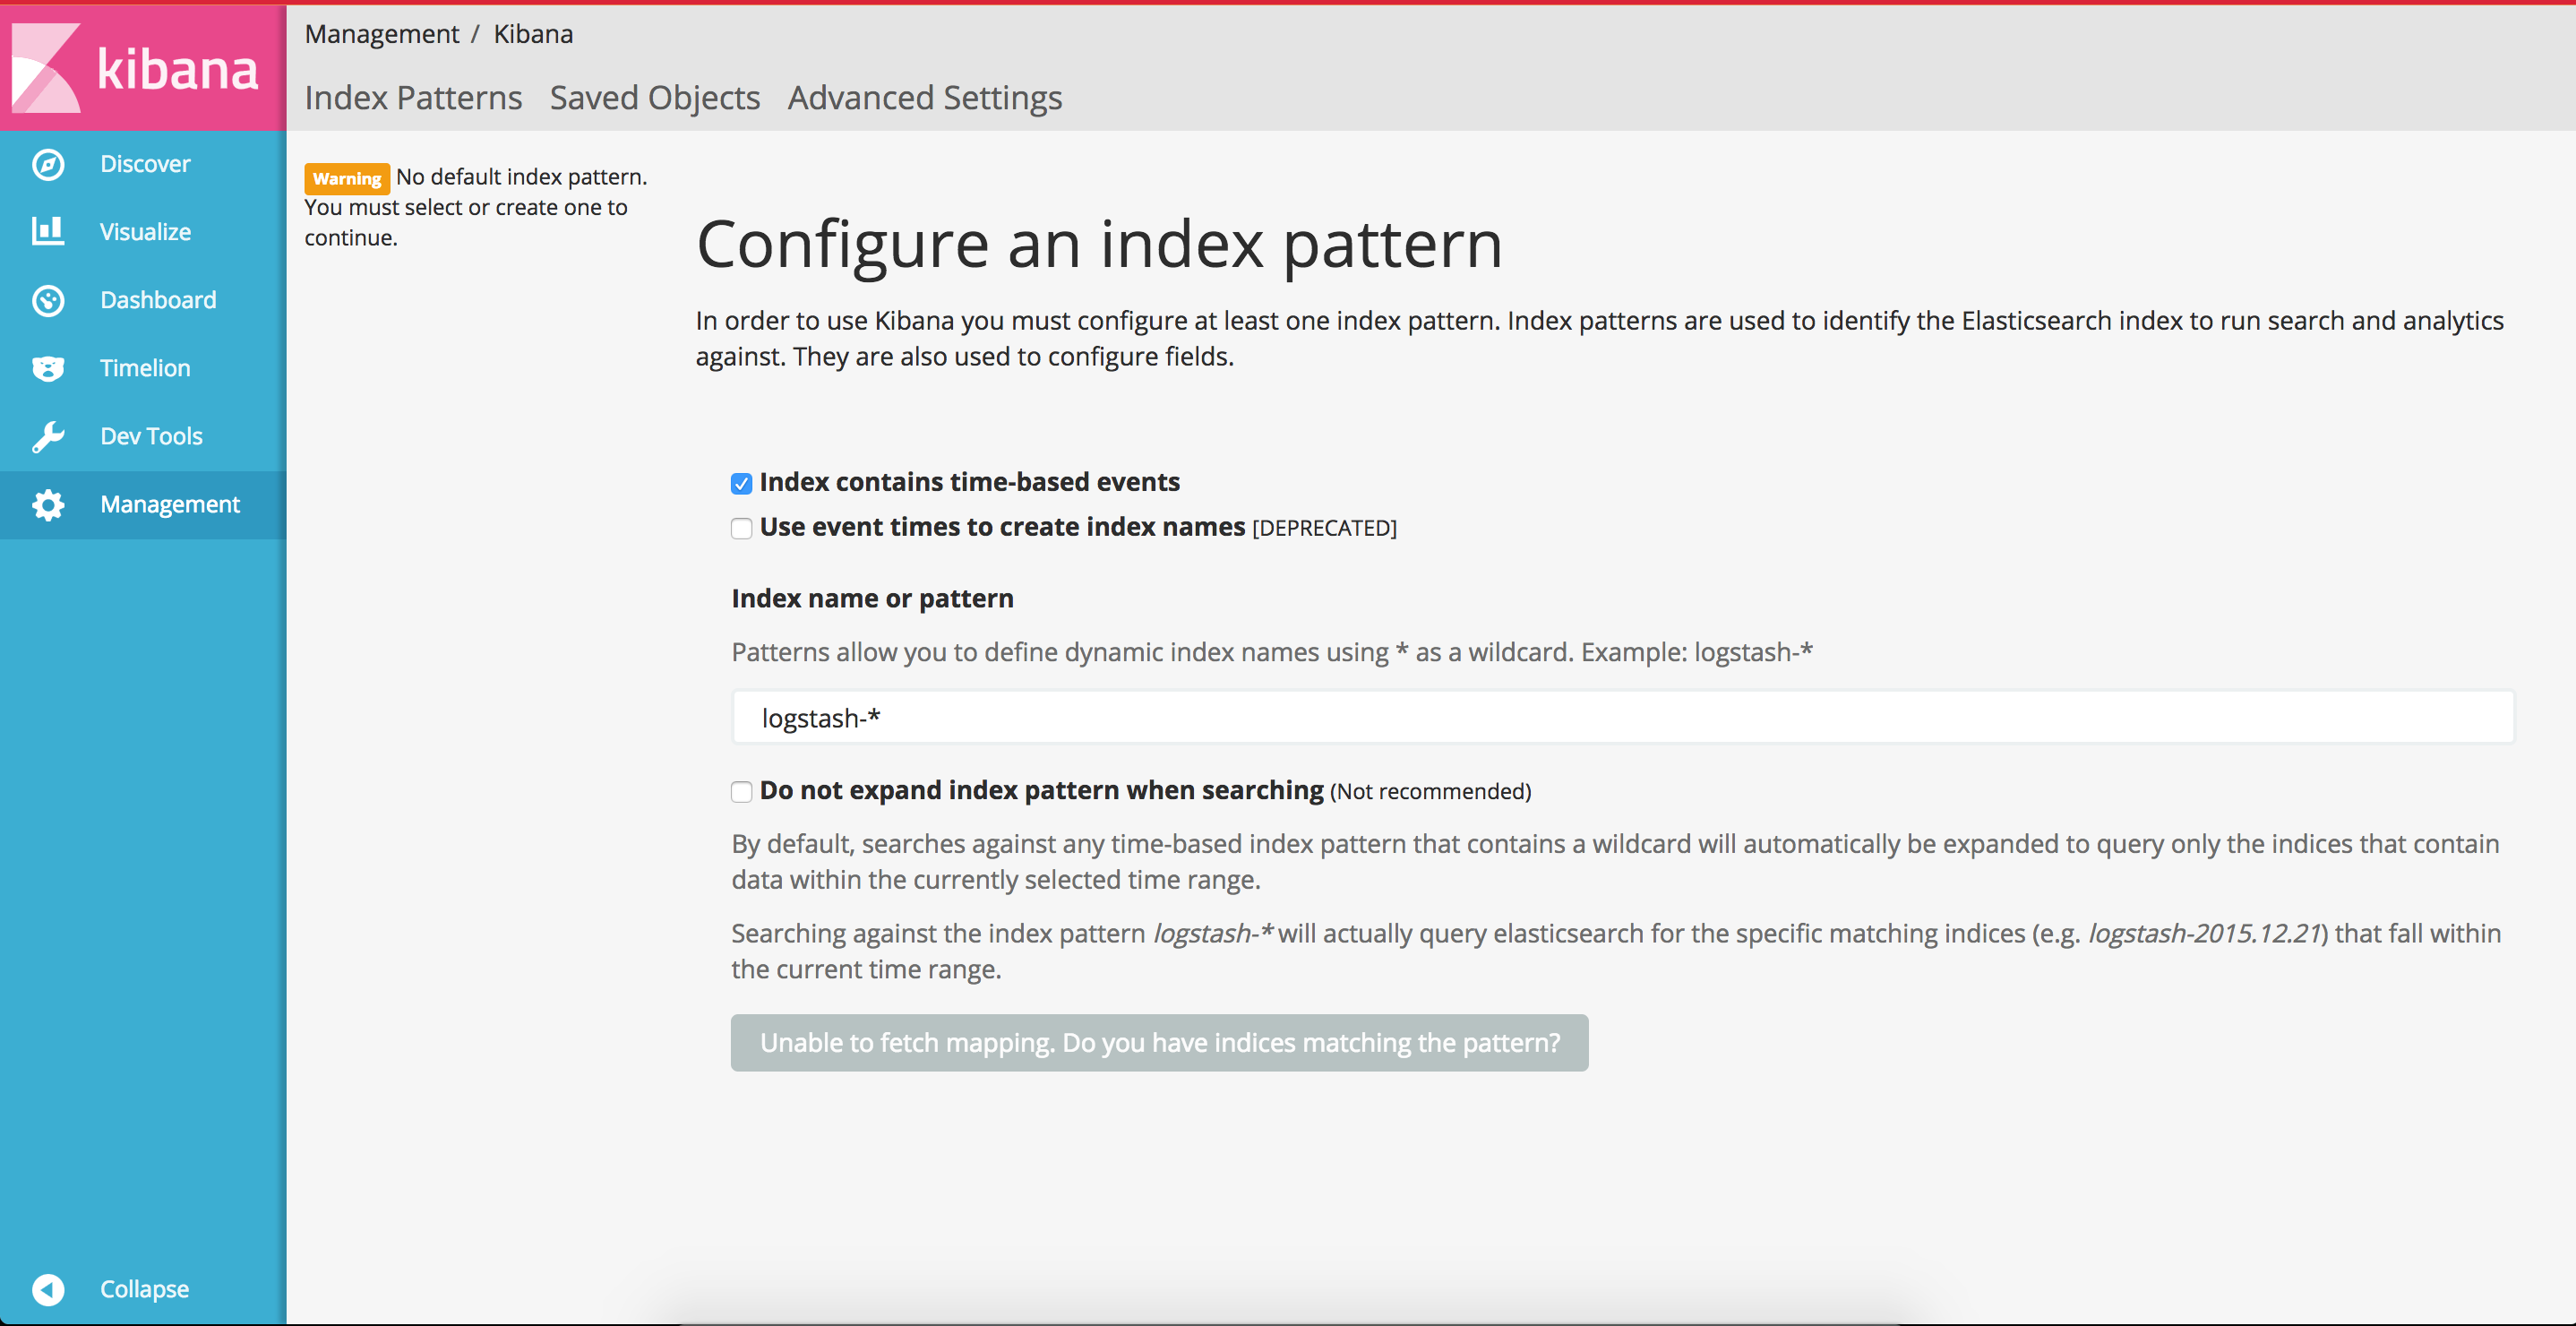 kibana
Management / Kibana
Index Patterns Saved Objects Advanced Settings
Discover
Visualize
Dashboard
Timelion
Dev Tools
Management
Collapse
Warning No default index pattern.
You must select or create one to
continue.
Configure an index pattern
In order to use Kibana you must configure at least one index pattern. Index patterns are used to identify the Elasticsearch index to run search and analytics
against. They are also used to configure fields.
Index contains time-based events
Use event times to create index names [DEPRECATED]
Index name or pattern
Patterns allow you to define dynamic index names using * as a wildcard. Example: logstash-*
logstash-*
Do not expand index pattern when searching (Not recommended)
By default, searches against any time-based index pattern that contains a wildcard will automatically be expanded to query only the indices that contain
data within the currently selected time range.
Searching against the index pattern logstash-* will actually query elasticsearch for the specific matching indices (e.g. logstash-2015.12.21) that fall within
the current time range.
Unable to fetch mapping. Do you have indices matching the pattern?